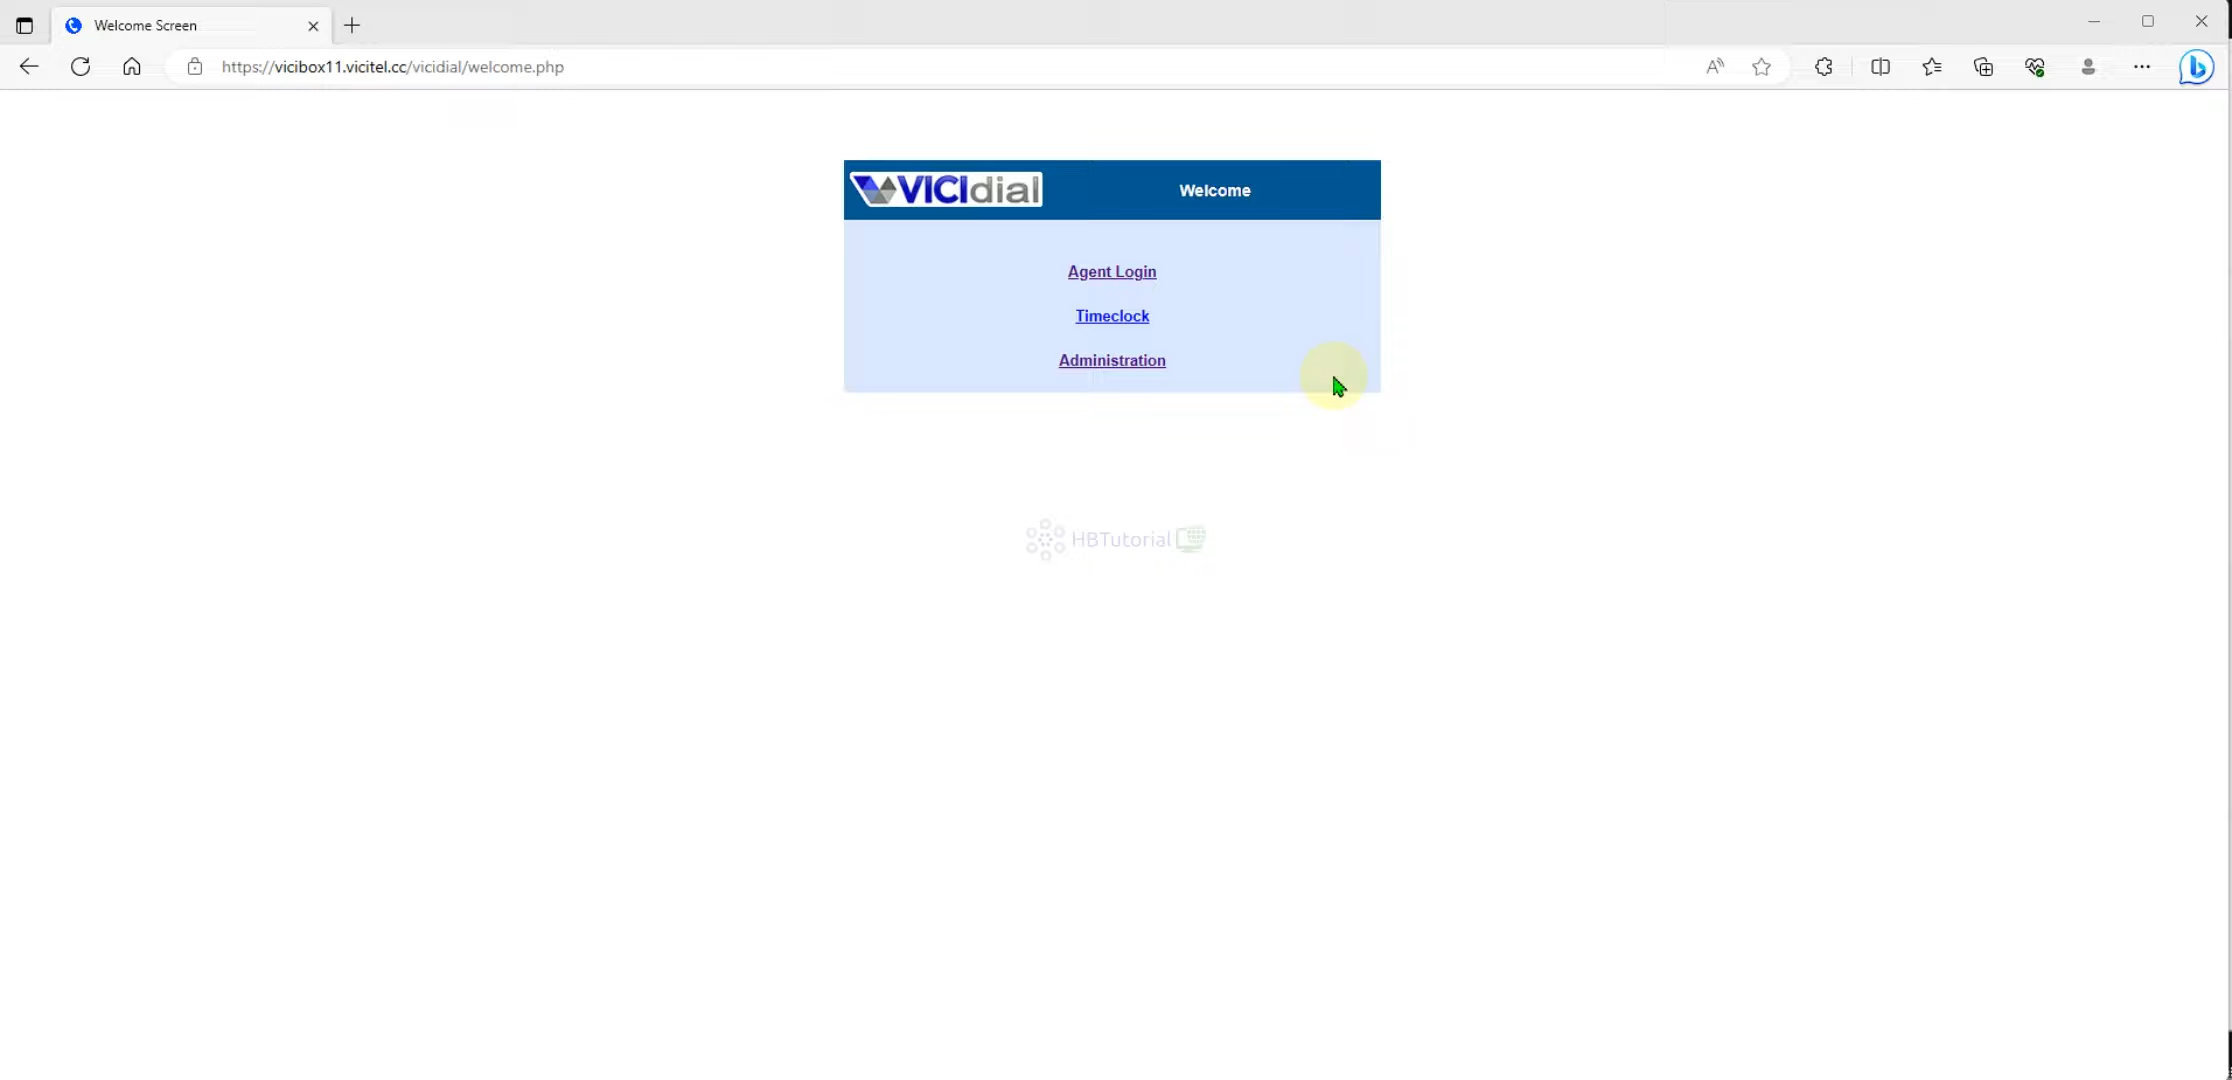 Welcome Screen
https://vicibox11.vicitel.cc/vicidial/welcome.php
VICIdial
Welcome
Agent Login
Timeclock
Administration
HBTutorial